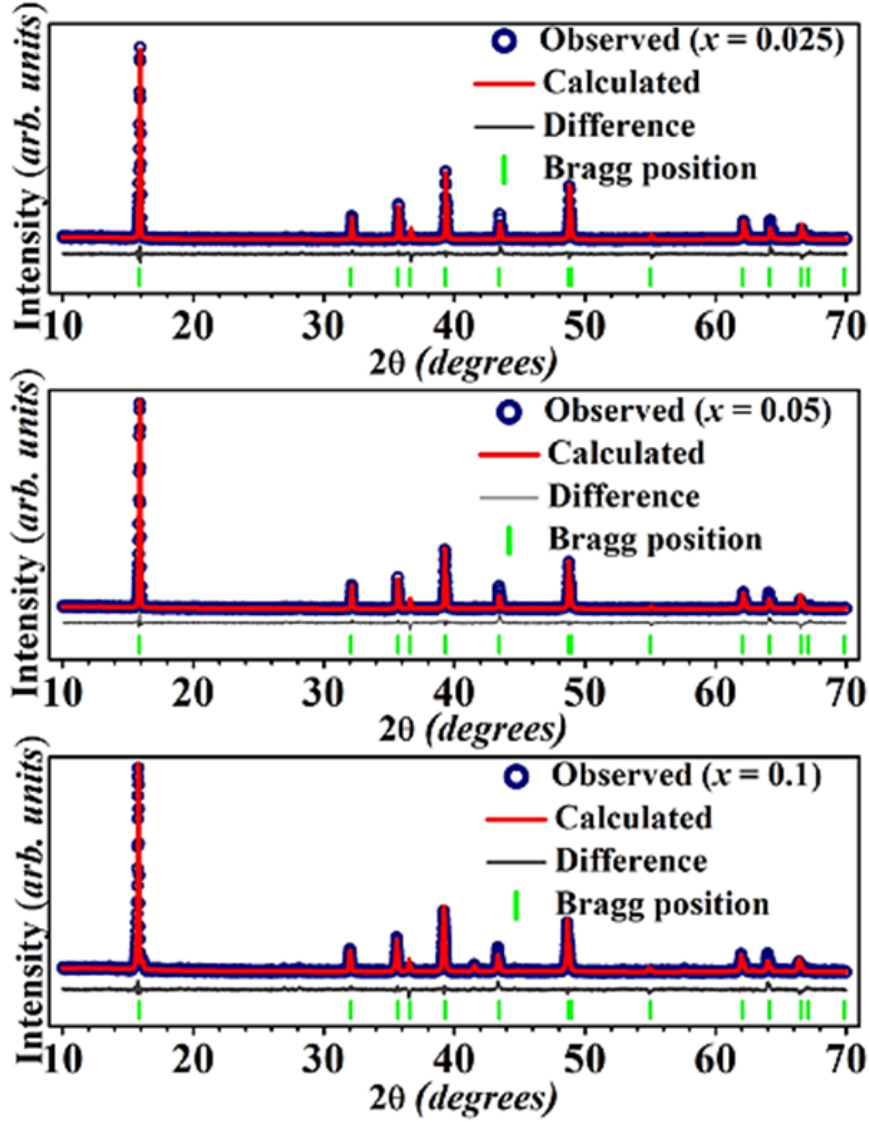 Intensity (arb. units)
Observed (x = 0.025)
Calculated
Difference
Bragg position
10 20 30 40 50 60 70
2θ (degrees)
Intensity (arb. units)
Observed (x = 0.05)
Calculated
Difference
Bragg position
10 20 30 40 50 60 70
2θ (degrees)
Intensity (arb. units)
Observed (x = 0.1)
Calculated
Difference
Bragg position
10 20 30 40 50 60 70
2θ (degrees)